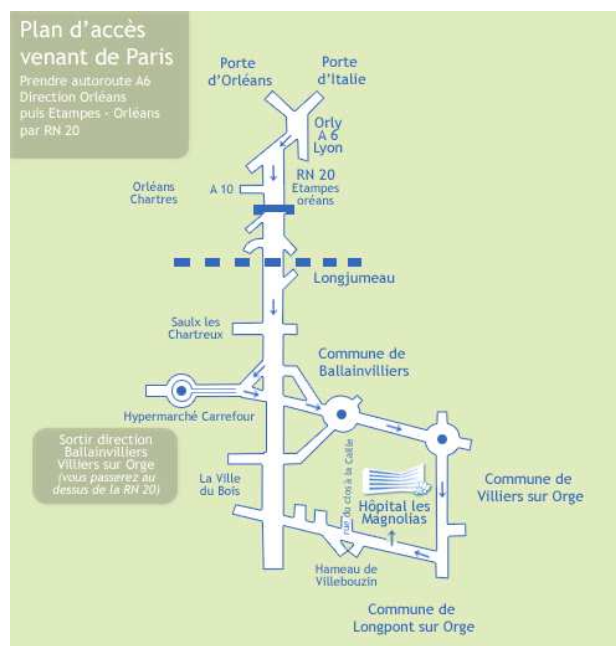 Plan d'accès
venant de Paris
Prendre autoroute A6
Direction Orléans
puis Etampes - Orléans
par RN 20
Porte
d'Orléans
Porte
d'Italie
Orly
A 6
Lyon
Orléans
Chartres
A 10
RN 20
Etampes
oréans
Longjumeau
Saulx les
Chartreux
Commune de
Ballainvilliers
Hypermarché Carrefour
Sortir direction
Ballainvilliers
Villiers sur Orge
(vous passerez au
dessus de la RN 20)
La Ville
du Bois
rue du clos à la Caille
Hôpital les
Magnolias
Commune de
Villiers sur Orge
Hameau de
Villebouzin
Commune de
Longpont sur Orge